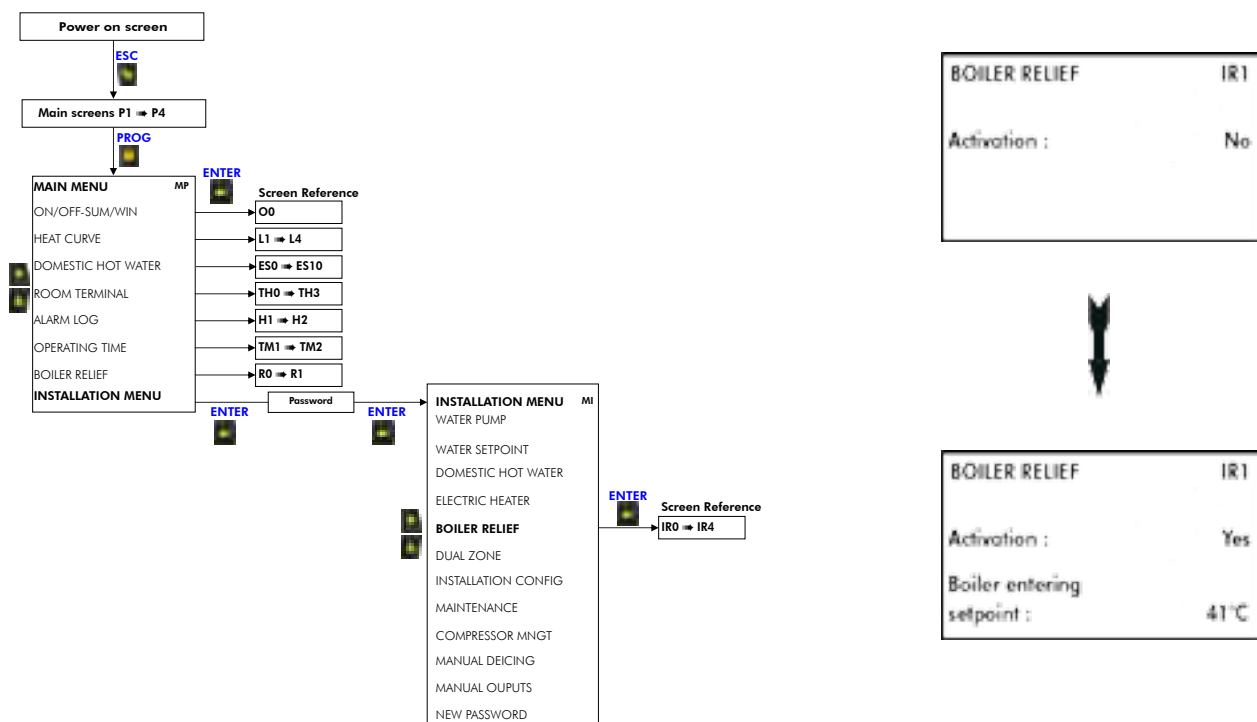 Power on screen
ESC
Main screens P1 ➠ P4
PROG
MAIN MENU MP
ENTER
Screen Reference
ON/OFF-SUM/WIN
O0
HEAT CURVE
L1 ➠ L4
DOMESTIC HOT WATER
ES0 ➠ ES10
ROOM TERMINAL
TH0 ➠ TH3
ALARM LOG
H1 ➠ H2
OPERATING TIME
TM1 ➠ TM2
BOILER RELIEF
R0 ➠ R1
INSTALLATION MENU
ENTER
Password
ENTER
INSTALLATION MENU MI
WATER PUMP
WATER SETPOINT
DOMESTIC HOT WATER
ELECTRIC HEATER
BOILER RELIEF
ENTER
Screen Reference
IR0 ➠ IR4
DUAL ZONE
INSTALLATION CONFIG
MAINTENANCE
COMPRESSOR MNGT
MANUAL DEICING
MANUAL OUPUTS
NEW PASSWORD
BOILER RELIEF IR1
Activation : No
BOILER RELIEF IR1
Activation : Yes
Boiler entering
setpoint : 41°C